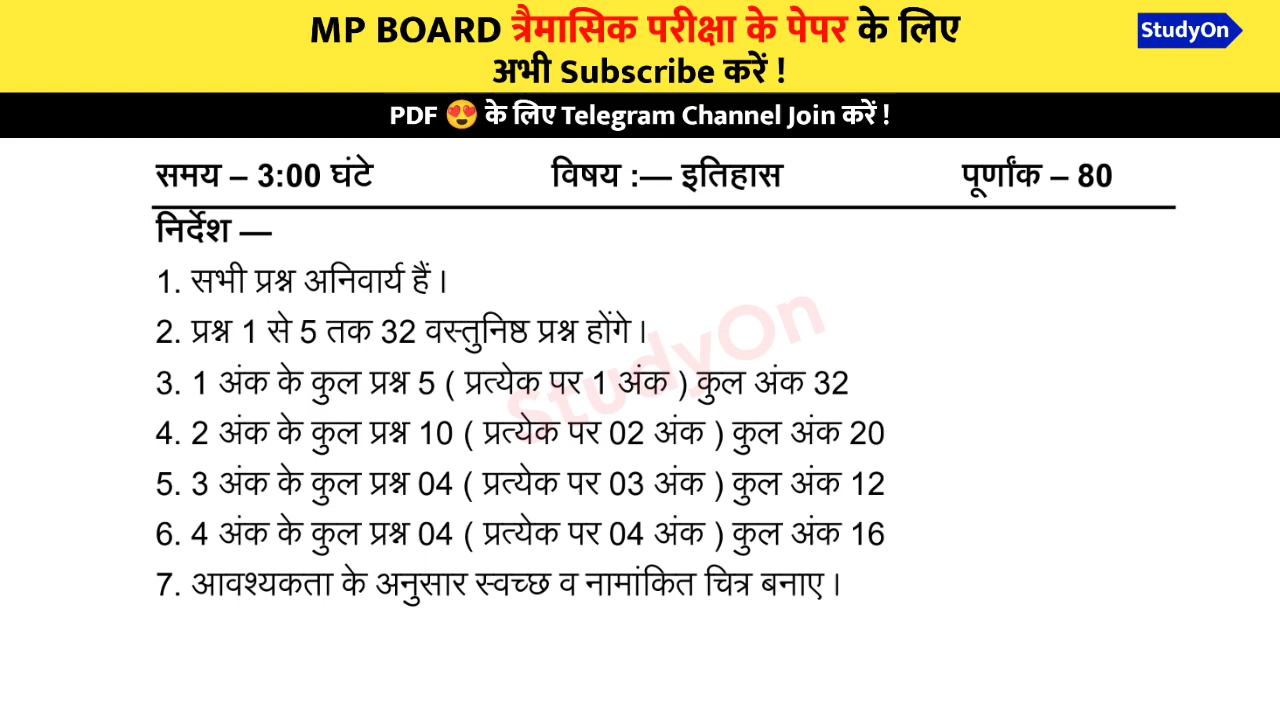 MP BOARD त्रैमासिक परीक्षा के पेपर के लिए
StudyOn
अभी Subscribe करें !
PDF 😍 के लिए Telegram Channel Join करें !
समय – 3:00 घंटे विषय :— इतिहास पूर्णांक – 80
निर्देश —
1. सभी प्रश्न अनिवार्य हैं ।
2. प्रश्न 1 से 5 तक 32 वस्तुनिष्ठ प्रश्न होंगे ।
3. 1 अंक के कुल प्रश्न 5 ( प्रत्येक पर 1 अंक ) कुल अंक 32
4. 2 अंक के कुल प्रश्न 10 ( प्रत्येक पर 02 अंक ) कुल अंक 20
5. 3 अंक के कुल प्रश्न 04 ( प्रत्येक पर 03 अंक ) कुल अंक 12
6. 4 अंक के कुल प्रश्न 04 ( प्रत्येक पर 04 अंक ) कुल अंक 16
7. आवश्यकता के अनुसार स्वच्छ व नामांकित चित्र बनाए ।
StudyOn